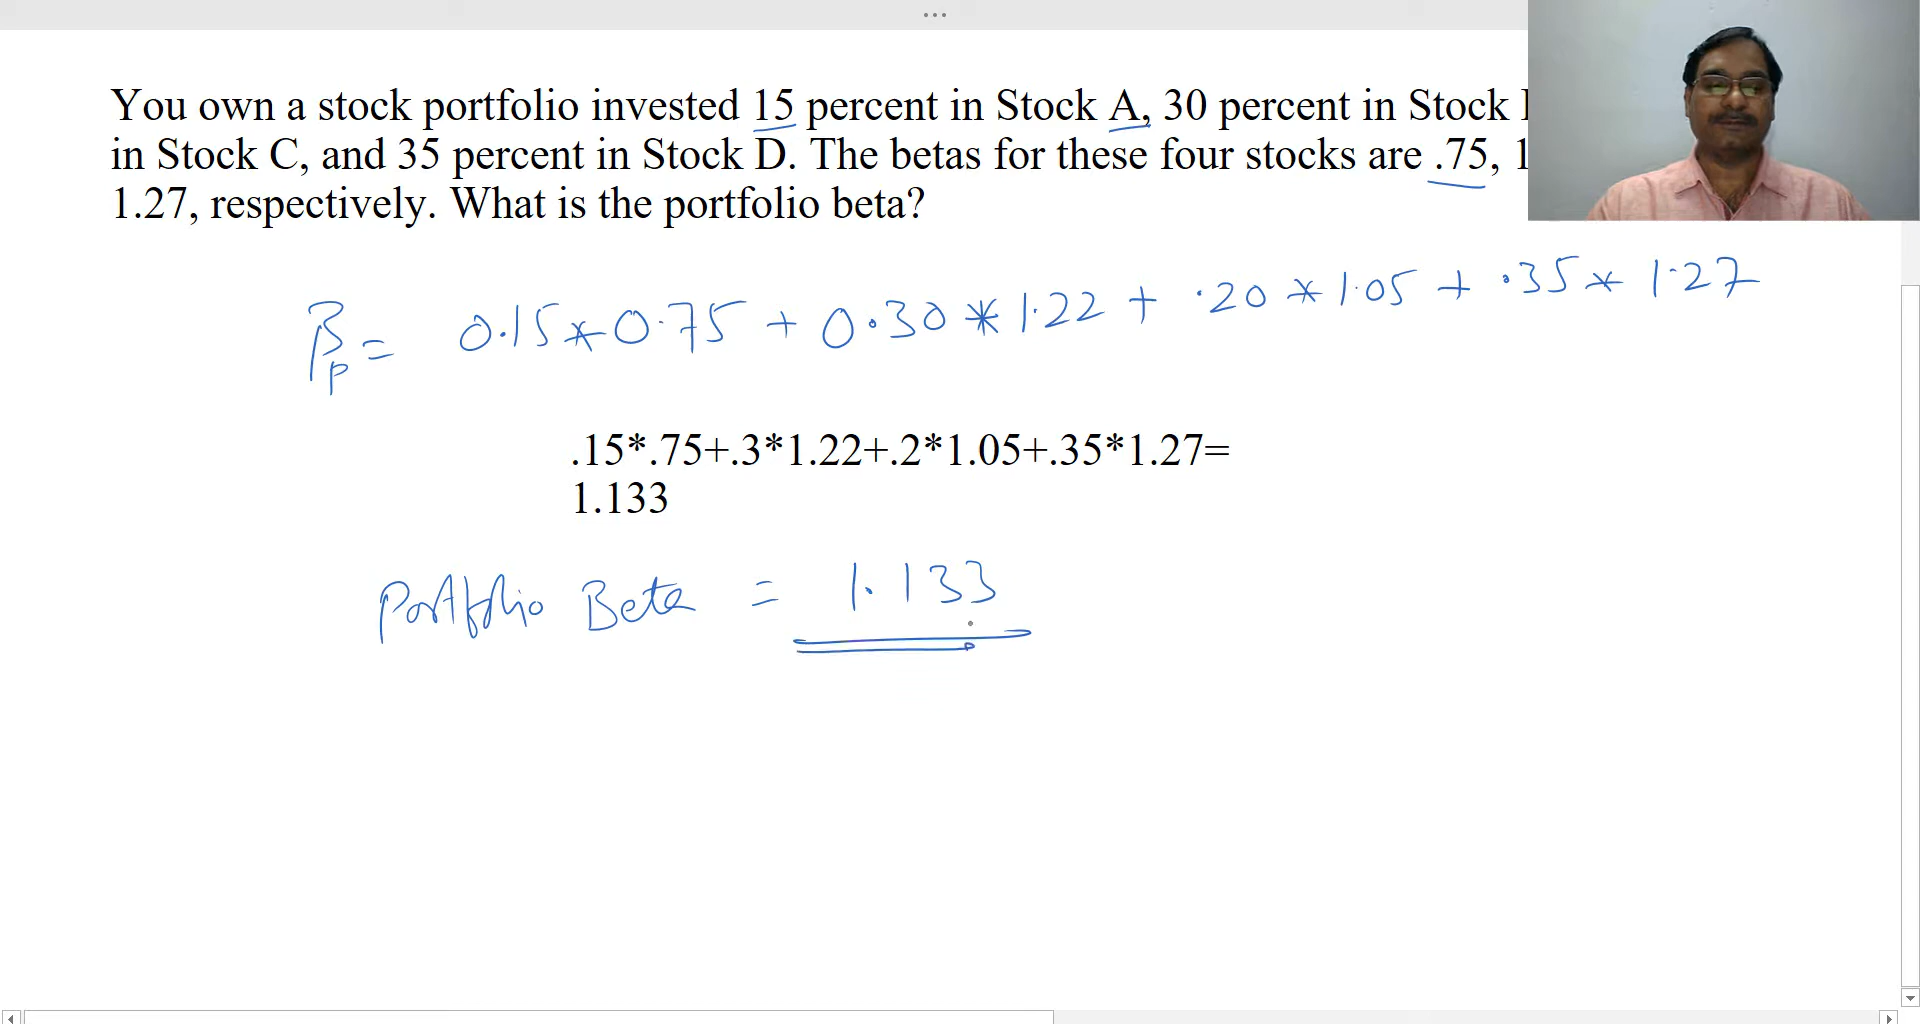 You own a stock portfolio invested 15 percent in Stock A, 30 percent in Stock
in Stock C, and 35 percent in Stock D. The betas for these four stocks are .75, 1
1.27, respectively. What is the portfolio beta?
βp = 0.15*0.75 + 0.30*1.22 + .20*1.05 + .35*1.27
.15*.75+.3*1.22+.2*1.05+.35*1.27=
1.133
Portfolio Beta = 1.133